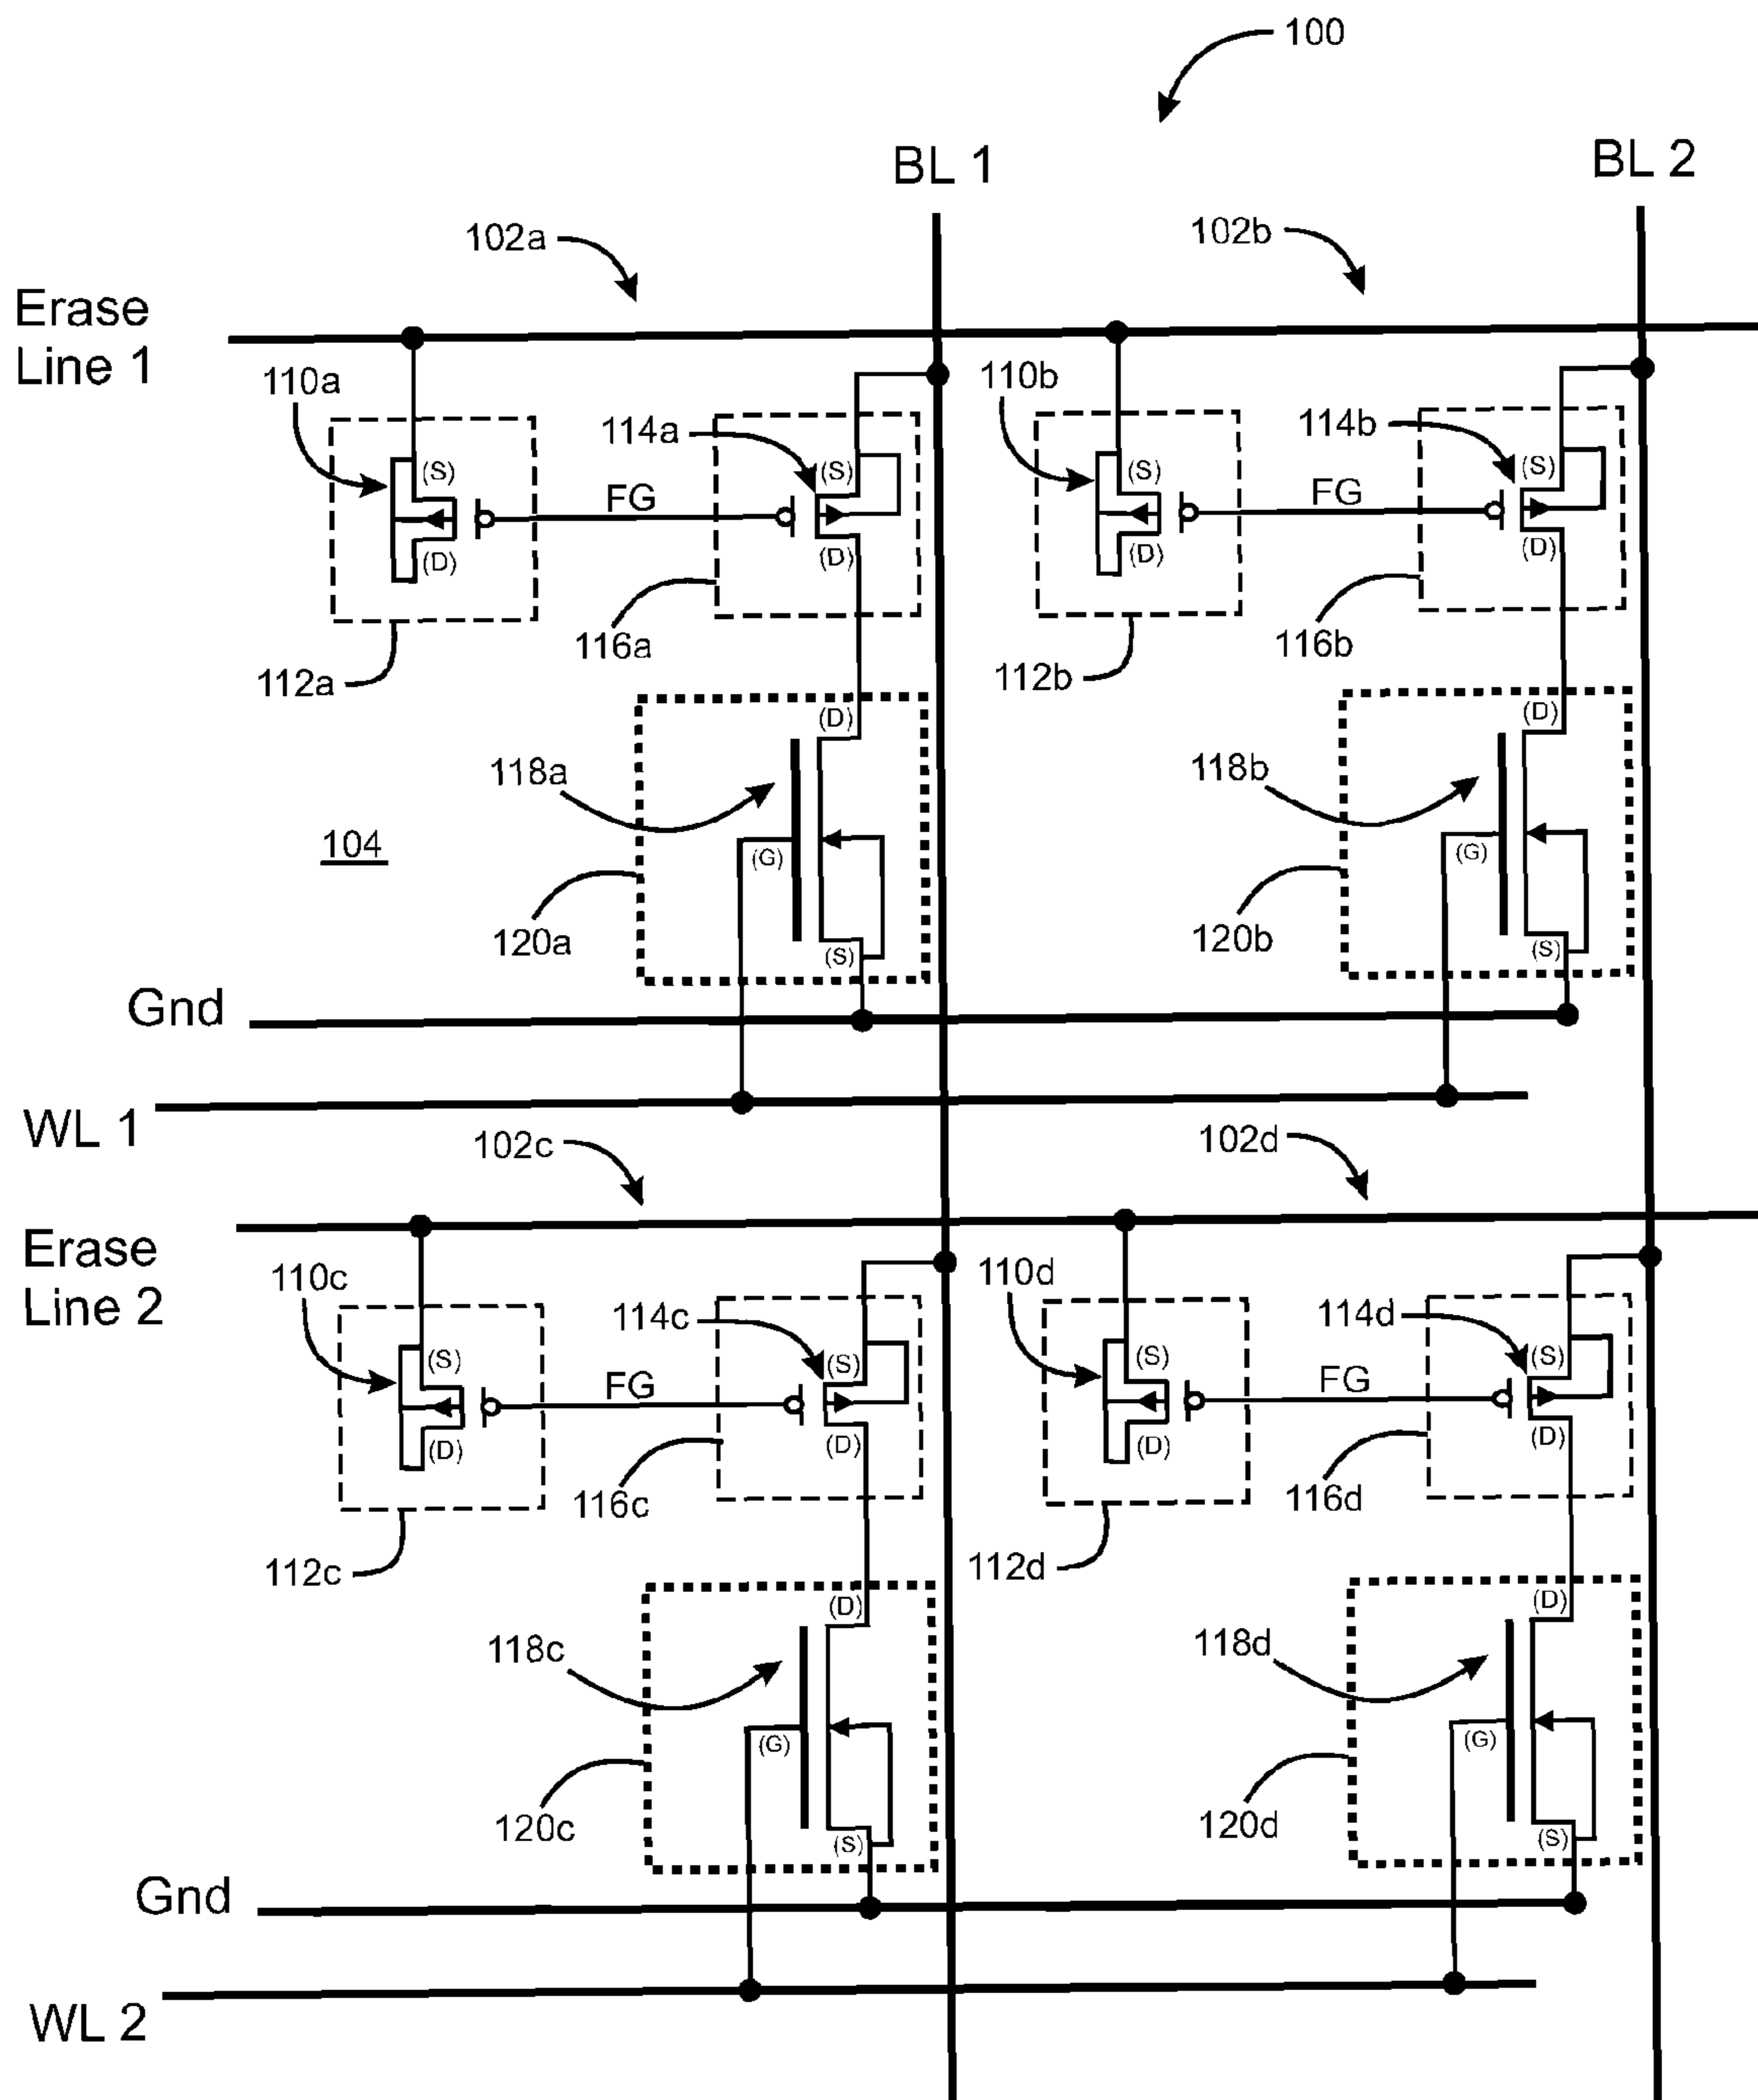 100
BL 1
BL 2
102a
102b
Erase
Line 1
110a
114a
110b
114b
(S)
(S)
(S)
(S)
FG
FG
(D)
(D)
(D)
(D)
116a
116b
112a
112b
(D)
(D)
118a
118b
104
(G)
(G)
120a
120b
(S)
(S)
Gnd
WL 1
102c
102d
Erase
Line 2
110c
114c
110d
114d
(S)
(S)
(S)
(S)
FG
FG
(D)
(D)
(D)
(D)
116c
116d
112c
112d
(D)
(D)
118c
118d
(G)
(G)
120c
120d
(S)
(S)
Gnd
WL 2